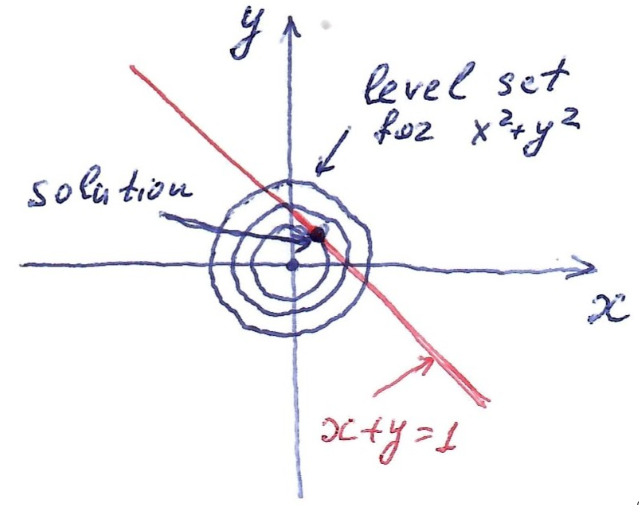 y
level set
for x²+y²
solution
x
x+y=1